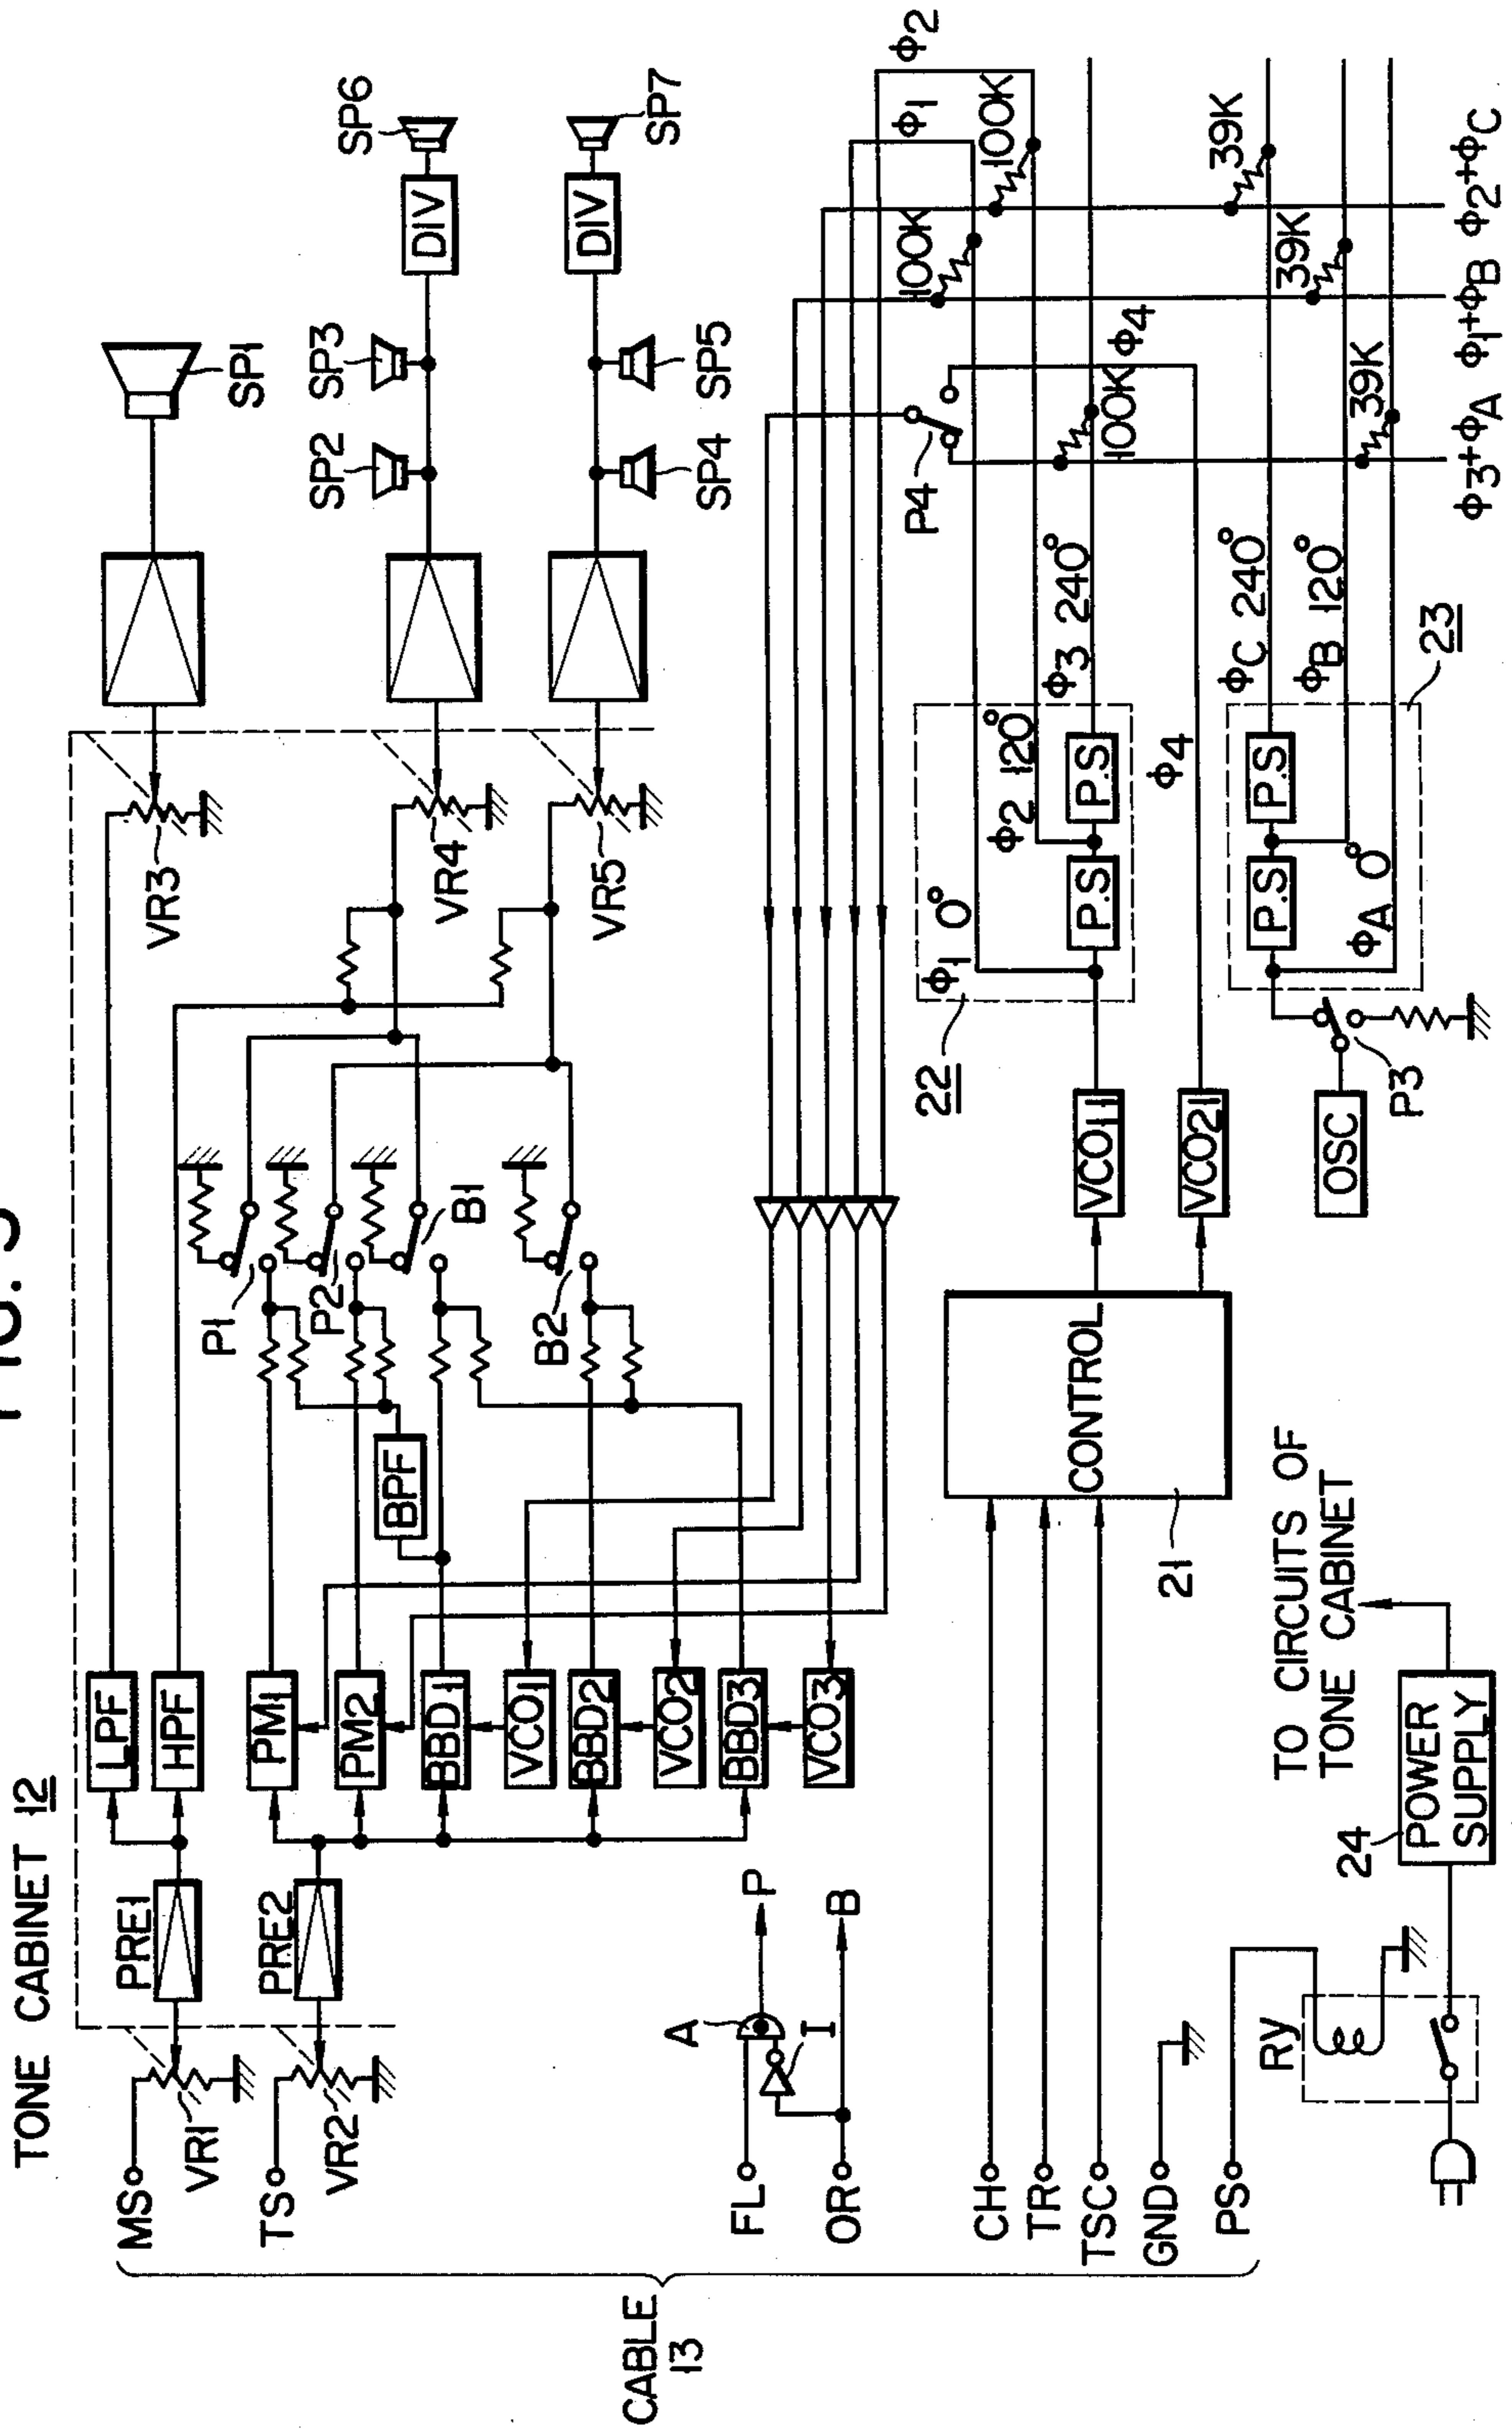 FIG. 3
TONE CABINET 12
MS
VR1
PRE1
LPF
HPF
VR3
SP1
TS
VR2
PRE2
PM1
PM2
BBD1
VCO1
BBD2
VCO2
BBD3
VCO3
BPF
P1
P2
B1
B2
VR4
VR5
SP2
SP3
DIV
SP6
SP4
SP5
DIV
SP7
FL
A
P
OR
I
B
CABLE
13
CH
TR
TSC
GND
PS
CONTROL
21
VCO11
VCO21
22
ϕ1 0°
ϕ2 120°
P.S
P.S
ϕ3 240°
ϕ4
P4
ϕ4
ϕ1
ϕ2
100K
100K
100K
OSC
P3
P.S
P.S
ϕA 0°
ϕB 120°
ϕC 240°
23
39K
39K
39K
ϕ3+ϕA
ϕ1+ϕB
ϕ2+ϕC
Ry
24
POWER
SUPPLY
TO CIRCUITS OF
TONE CABINET